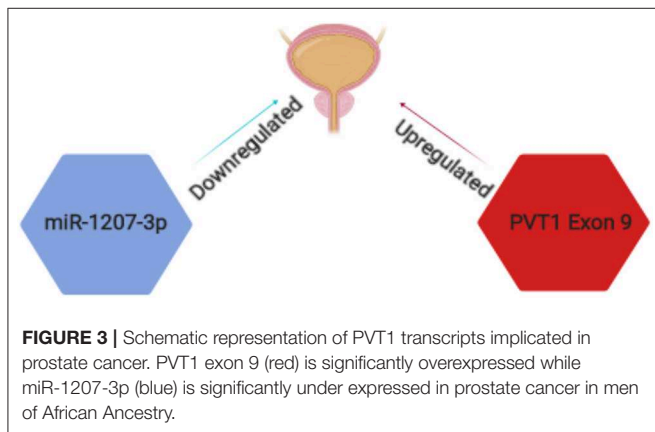 Downregulated
Upregulated
miR-1207-3p
PVT1 Exon 9
FIGURE 3 | Schematic representation of PVT1 transcripts implicated in
prostate cancer. PVT1 exon 9 (red) is significantly overexpressed while
miR-1207-3p (blue) is significantly under expressed in prostate cancer in men
of African Ancestry.